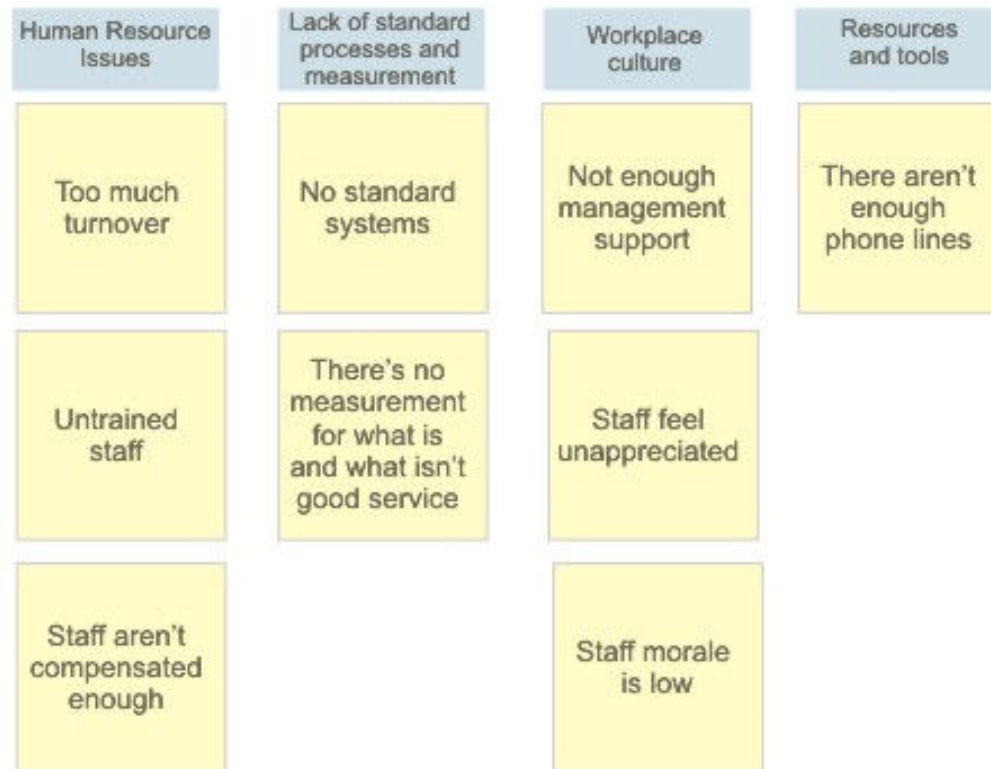 Human Resource
Issues
Lack of standard
processes and
measurement
Workplace
culture
Resources
and tools
Too much
turnover
No standard
systems
Not enough
management
support
There aren't
enough
phone lines
Untrained
staff
There's no
measurement
for what is
and what isn't
good service
Staff feel
unappreciated
Staff aren't
compensated
enough
Staff morale
is low